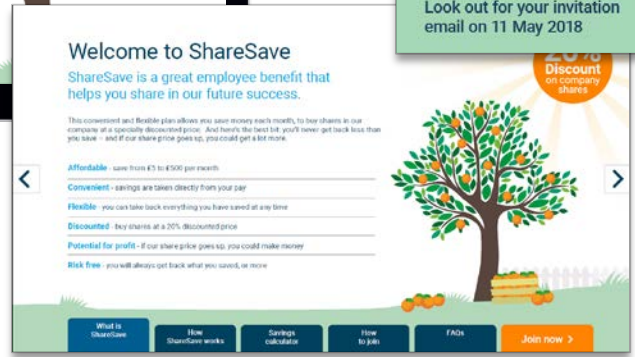 Look out for your invitation
email on 11 May 2018
Welcome to ShareSave
ShareSave is a great employee benefit that
helps you share in our future success.
This convenient and flexible plan allows you save money each month, to buy shares in our
company at a specially discounted price. And here's the best bit: you'll never get back less than
you save – and if our share price goes up, you could get a lot more.
Affordable - save from £5 to £500 per month
Convenient - savings are taken directly from your pay
Flexible - you can take back everything you have saved at any time
Discounted - buy shares at a 20% discounted price
Potential for profit - if our share price goes up, you could make money
Risk free - you will always get back what you saved, or more
20%
Discount
on company
shares
What is
ShareSave
How
ShareSave works
Savings
calculator
How
to join
FAQs
Join now >